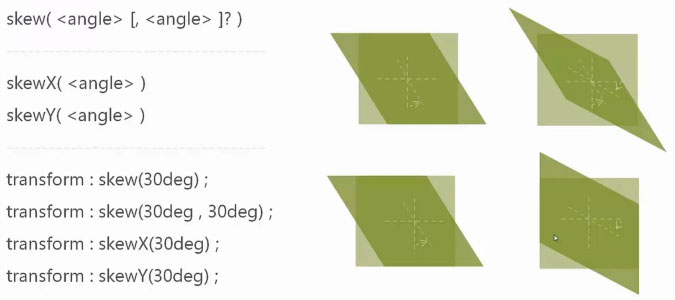 skew( <angle> [, <angle> ]? )
skewX( <angle> )
skewY( <angle> )
transform : skew(30deg) ;
transform : skew(30deg , 30deg) ;
transform : skewX(30deg) ;
transform : skewY(30deg) ;